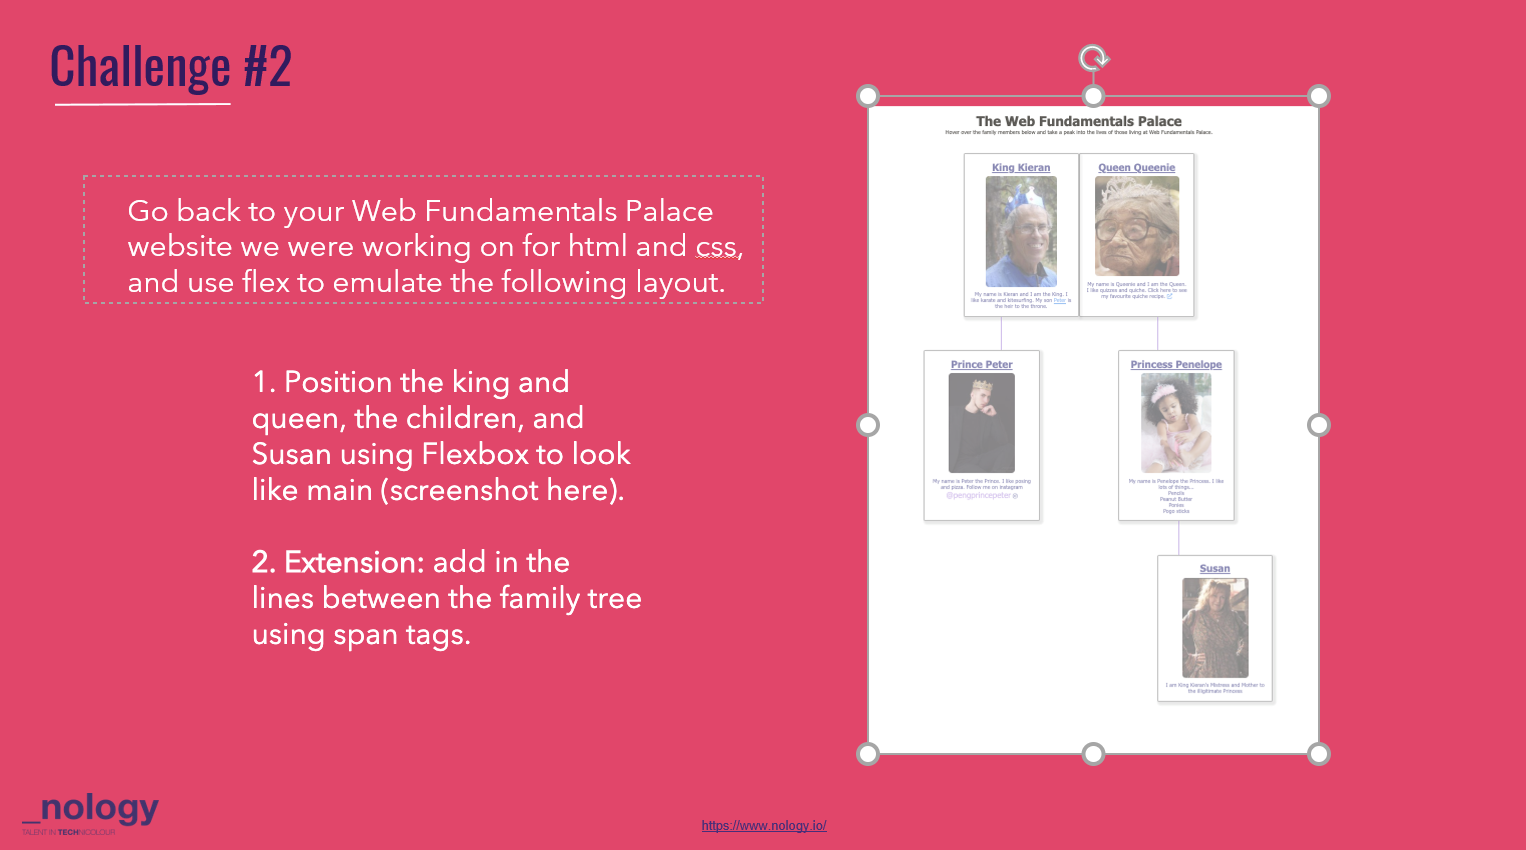 Challenge #2
Go back to your Web Fundamentals Palace
website we were working on for html and css,
and use flex to emulate the following layout.
1. Position the king and
queen, the children, and
Susan using Flexbox to look
like main (screenshot here).
2. Extension: add in the
lines between the family tree
using span tags.
The Web Fundamentals Palace
Hover over the family members below and take a peak into the lives of those living at Web Fundamentals Palace.
King Kieran
My name is Kieran and I am the King. I
like karate and kitesurfing. My son Peter is
the heir to the throne.
Queen Queenie
My name is Queenie and I am the Queen.
I like quizzes and quiche. Click here to see
my favourite quiche recipe.
Prince Peter
My name is Peter the Prince. I like posing
and pizza. Follow me on instagram
@pengprincepeter
Princess Penelope
My name is Penelope the Princess. I like
lots of things...
Pencils
Peanut Butter
Ponies
Pogo sticks
Susan
I am King Kieran's Mistress and Mother to
the illigitimate Princess
_nology
TALENT IN TECHNICOLOUR
https://www.nology.io/